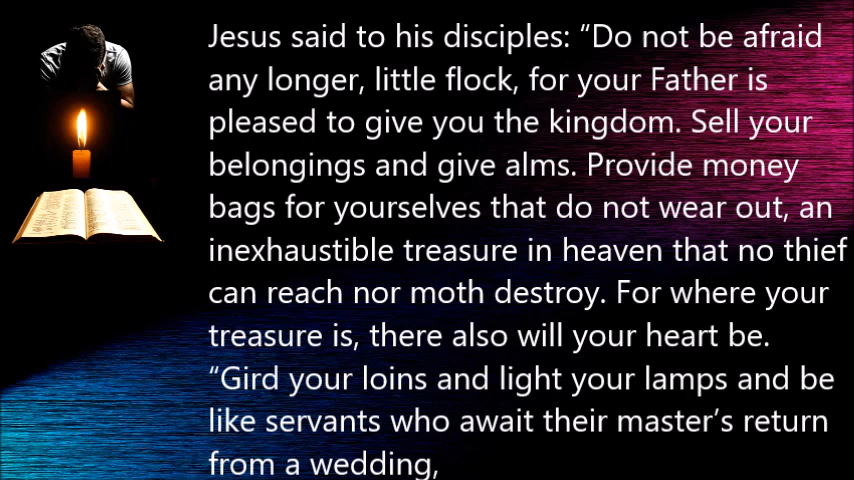 Jesus said to his disciples: “Do not be afraid
any longer, little flock, for your Father is
pleased to give you the kingdom. Sell your
belongings and give alms. Provide money
bags for yourselves that do not wear out, an
inexhaustible treasure in heaven that no thief
can reach nor moth destroy. For where your
treasure is, there also will your heart be.
“Gird your loins and light your lamps and be
like servants who await their master’s return
from a wedding,